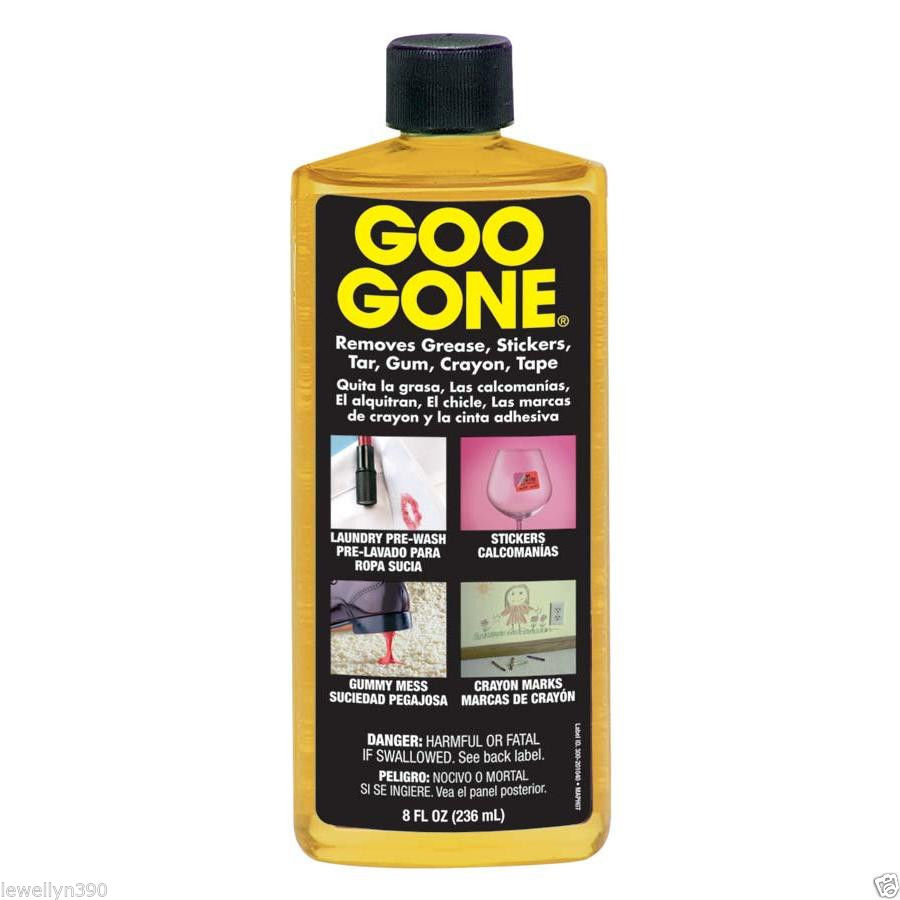 GOO
GONE®
Removes Grease, Stickers,
Tar, Gum, Crayon, Tape
Quita la grasa, Las calcomanías,
El alquitran, El chicle, Las marcas
de crayon y la cinta adhesiva
LAUNDRY PRE-WASH
PRE-LAVADO PARA
ROPA SUCIA
STICKERS
CALCOMANÍAS
GUMMY MESS
SUCIEDAD PEGAJOSA
CRAYON MARKS
MARCAS DE CRAYÓN
DANGER: HARMFUL OR FATAL
IF SWALLOWED. See back label.
PELIGRO: NOCIVO O MORTAL
SI SE INGIERE. Vea el panel posterior.
8 FL OZ (236 mL)
Label ID.
lewellyn390